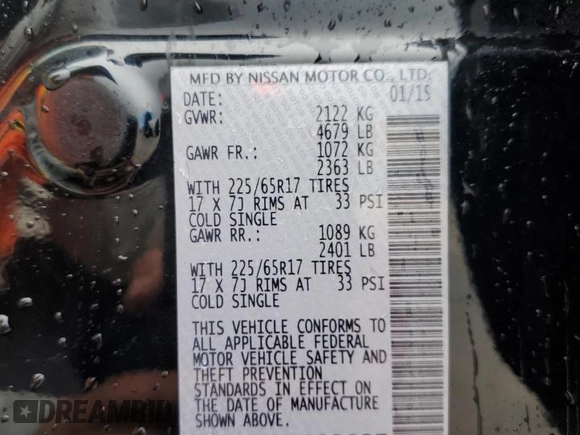 MFD BY NISSAN MOTOR CO., LTD.
DATE: 01/15
GVWR: 2122 KG
4679 LB
GAWR FR.: 1072 KG
2363 LB
WITH 225/65R17 TIRES
17 X 7J RIMS AT 33 PSI
COLD SINGLE
GAWR RR.: 1089 KG
2401 LB
WITH 225/65R17 TIRES
17 X 7J RIMS AT 33 PSI
COLD SINGLE
THIS VEHICLE CONFORMS TO
ALL APPLICABLE FEDERAL
MOTOR VEHICLE SAFETY AND
THEFT PREVENTION
STANDARDS IN EFFECT ON
THE DATE OF MANUFACTURE
SHOWN ABOVE.
DREAMBID